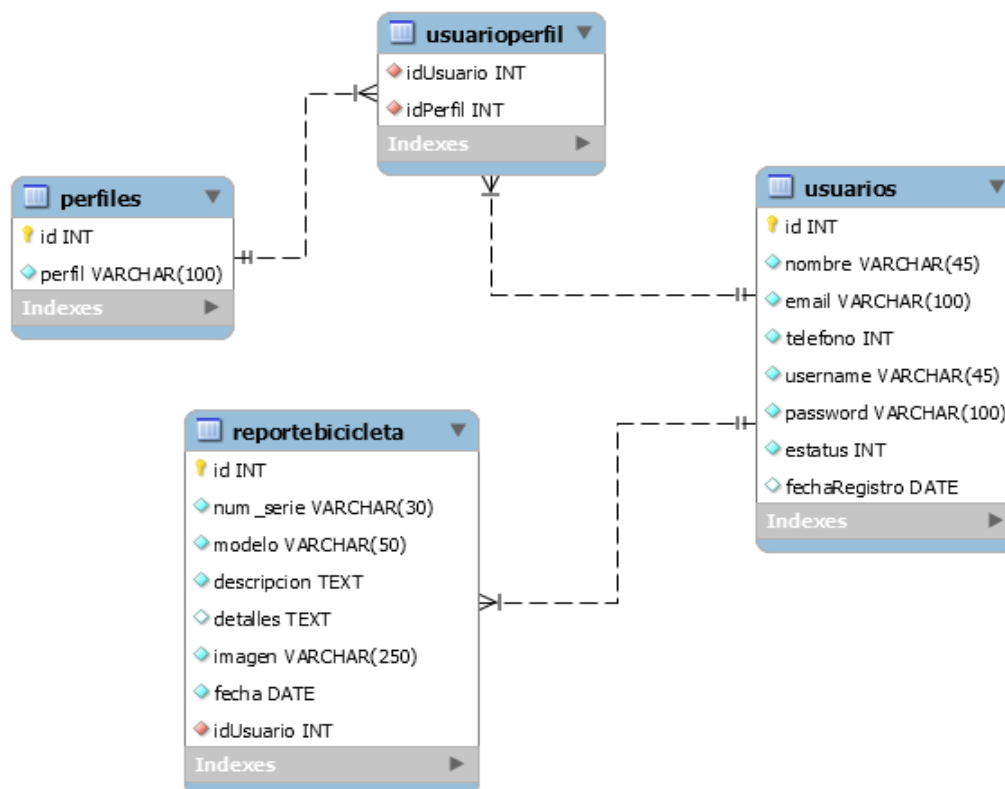 usuarioperfil
idUsuario INT
idPerfil INT
Indexes
perfiles
id INT
perfil VARCHAR(100)
Indexes
usuarios
id INT
nombre VARCHAR(45)
email VARCHAR(100)
telefono INT
username VARCHAR(45)
password VARCHAR(100)
estatus INT
fechaRegistro DATE
Indexes
reportebicicleta
id INT
num_serie VARCHAR(30)
modelo VARCHAR(50)
descripcion TEXT
detalles TEXT
imagen VARCHAR(250)
fecha DATE
idUsuario INT
Indexes